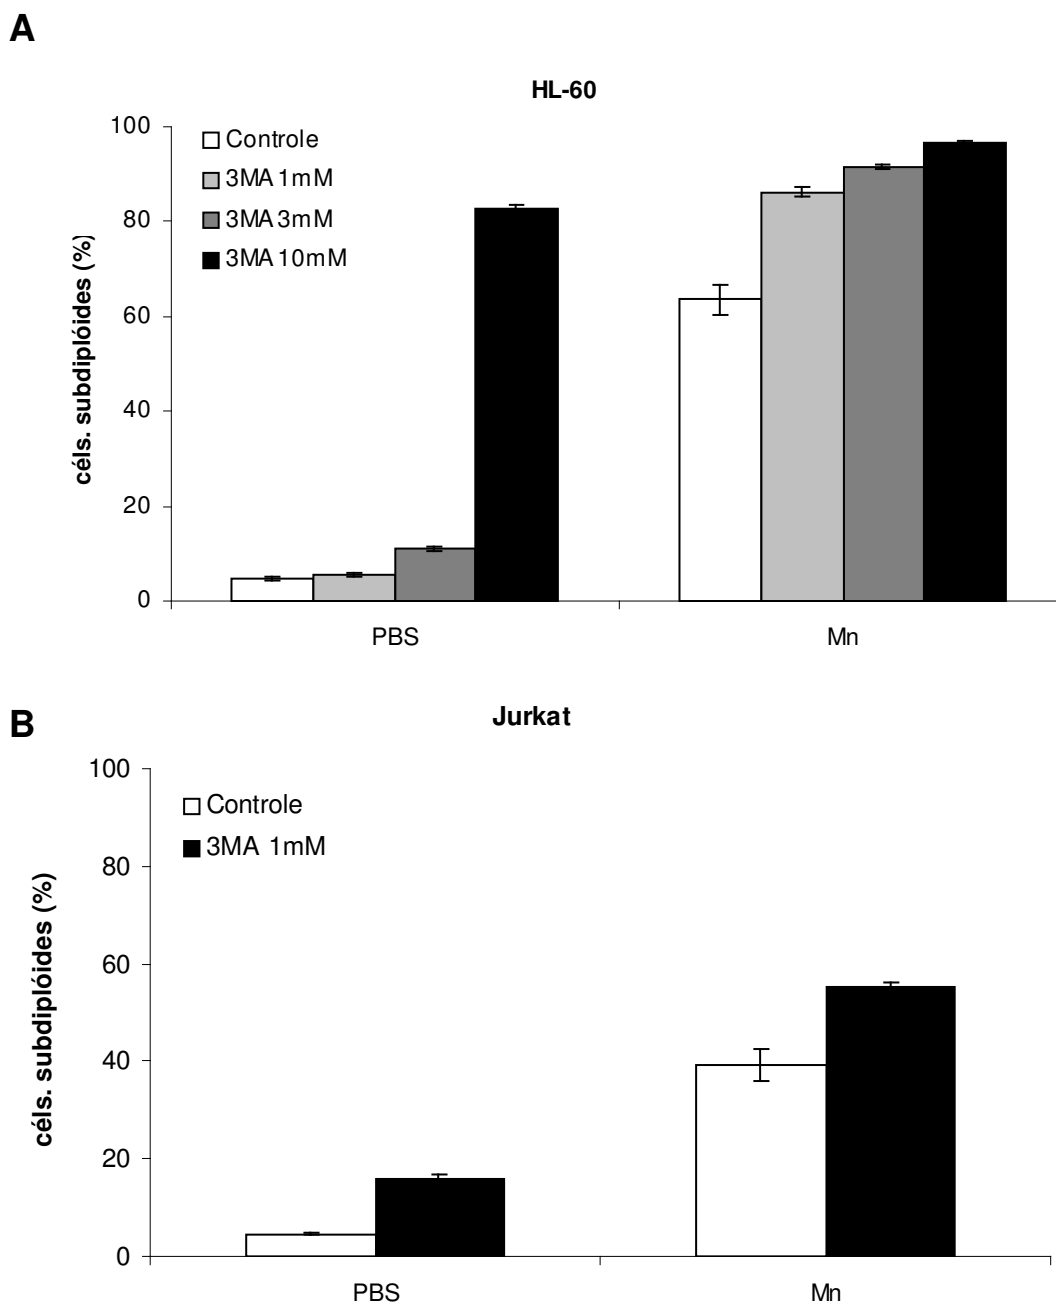 A
HL-60
100
80
60
40
20
0
céls. subdiplóides (%)
Controle
3MA 1mM
3MA 3mM
3MA 10mM
PBS
Mn
B
Jurkat
100
80
60
40
20
0
céls. subdiplóides (%)
Controle
3MA 1mM
PBS
Mn